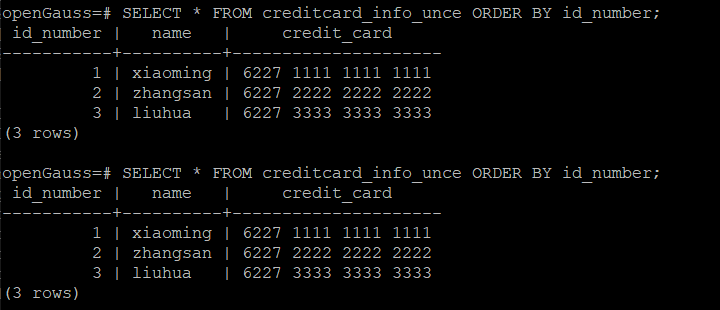 openGauss=# SELECT * FROM creditcard_info_unce ORDER BY id_number;
 id_number |   name   |     credit_card
-----------+----------+---------------------
         1 | xiaoming | 6227 1111 1111 1111
         2 | zhangsan | 6227 2222 2222 2222
         3 | liuhua   | 6227 3333 3333 3333
(3 rows)

openGauss=# SELECT * FROM creditcard_info_unce ORDER BY id_number;
 id_number |   name   |     credit_card
-----------+----------+---------------------
         1 | xiaoming | 6227 1111 1111 1111
         2 | zhangsan | 6227 2222 2222 2222
         3 | liuhua   | 6227 3333 3333 3333
(3 rows)